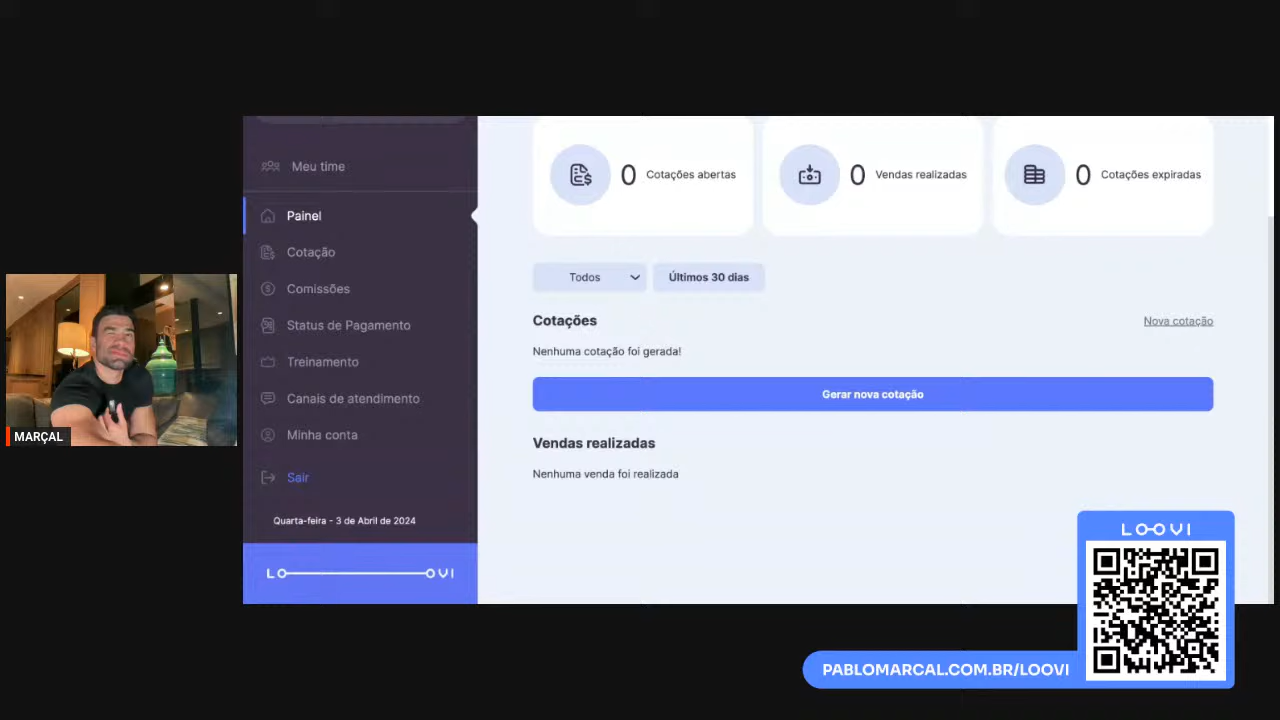 Meu time
Painel
Cotação
Comissões
Status de Pagamento
Treinamento
Canais de atendimento
Minha conta
Sair
Quarta-feira - 3 de Abril de 2024
LOOVI
0 Cotações abertas
0 Vendas realizadas
0 Cotações expiradas
Todos
Últimos 30 dias
Cotações
Nova cotação
Nenhuma cotação foi gerada!
Gerar nova cotação
Vendas realizadas
Nenhuma venda foi realizada
MARÇAL
LOOVI
PABLOMARCAL.COM.BR/LOOVI